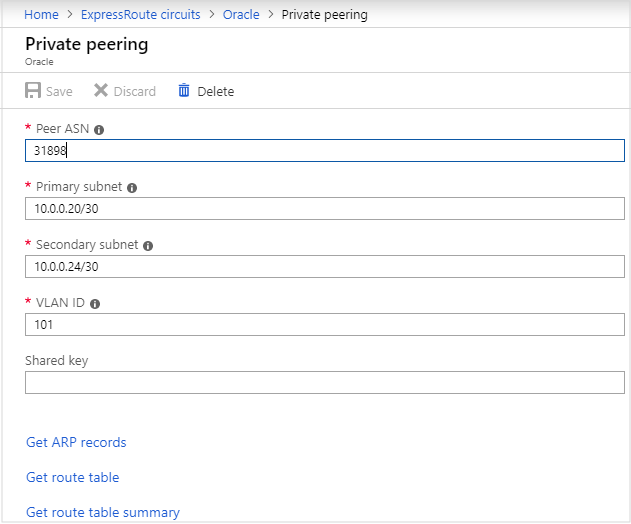 Home > ExpressRoute circuits > Oracle > Private peering
Private peering
Oracle
Save Discard Delete
* Peer ASN
31898
* Primary subnet
10.0.0.20/30
* Secondary subnet
10.0.0.24/30
* VLAN ID
101
Shared key
Get ARP records
Get route table
Get route table summary